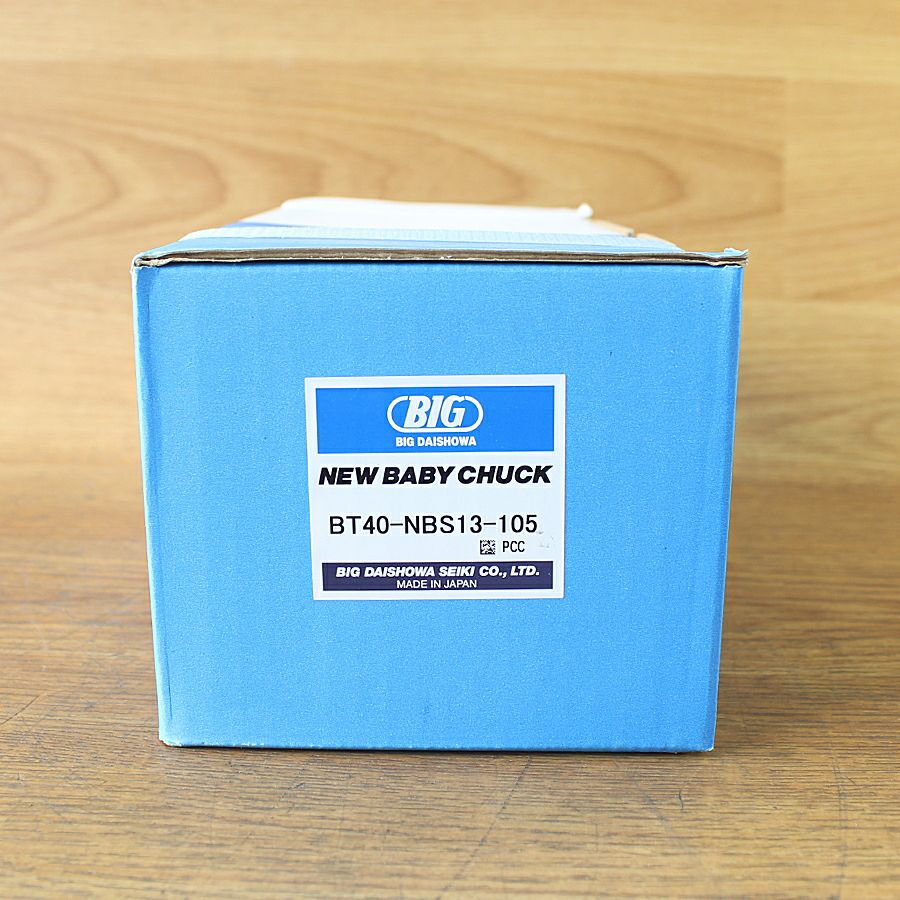 BIG
BIG DAISHOWA
NEW BABY CHUCK
BT40-NBS13-105
PCC
BIG DAISHOWA SEIKI CO., LTD.
MADE IN JAPAN